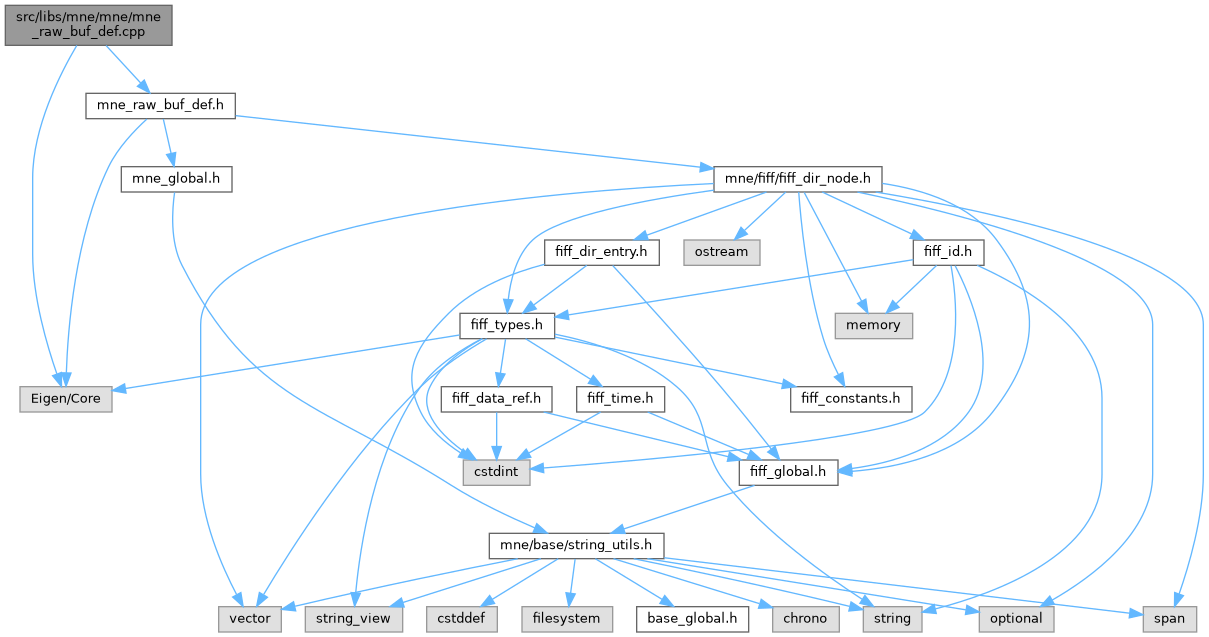 src/libs/mne/mne/mne
_raw_buf_def.cpp
mne_raw_buf_def.h
mne_global.h
mne/fiff/fiff_dir_node.h
fiff_dir_entry.h
ostream
fiff_id.h
fiff_types.h
memory
Eigen/Core
fiff_data_ref.h
fiff_time.h
fiff_constants.h
cstdint
fiff_global.h
mne/base/string_utils.h
vector
string_view
cstddef
filesystem
base_global.h
chrono
string
optional
span